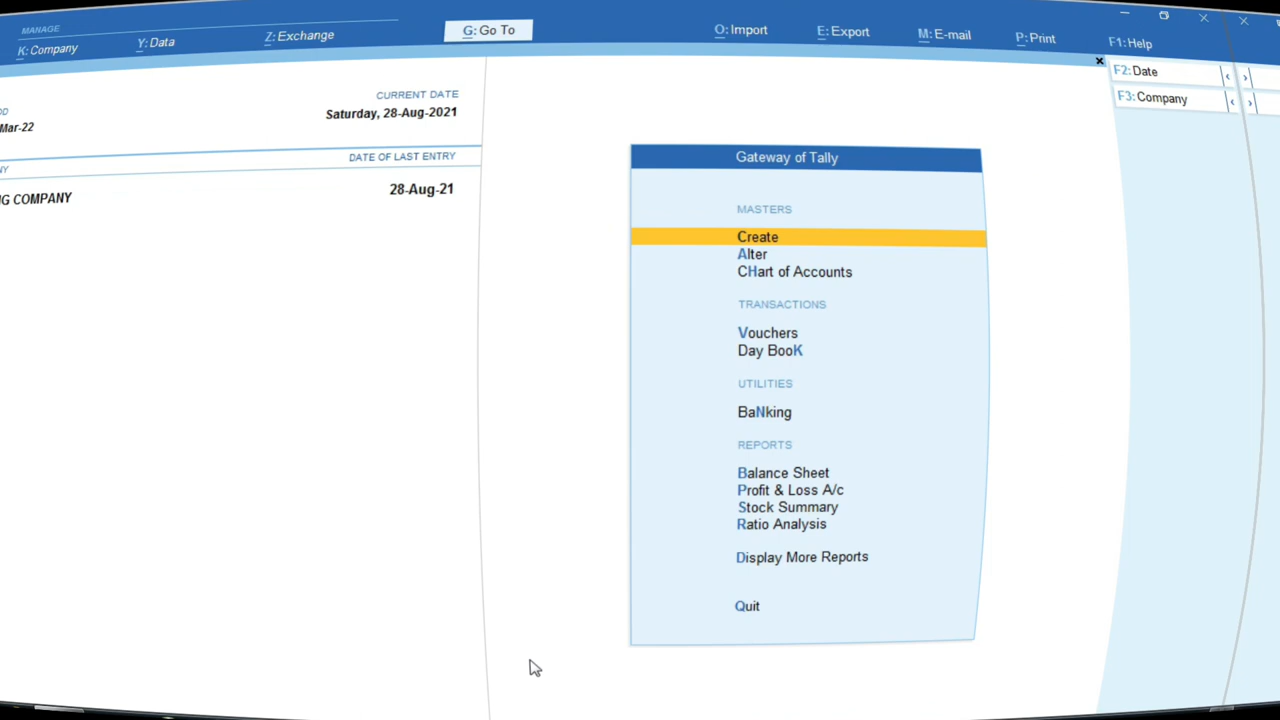 MANAGE
K: Company
Y: Data
Z: Exchange
G: Go To
O: Import
E: Export
M: E-mail
P: Print
F1: Help
F2: Date
F3: Company
CURRENT DATE
Mar-22
Saturday, 28-Aug-2021
DATE OF LAST ENTRY
G COMPANY
28-Aug-21
Gateway of Tally
MASTERS
Create
Alter
CHart of Accounts
TRANSACTIONS
Vouchers
Day BooK
UTILITIES
BaNking
REPORTS
Balance Sheet
Profit & Loss A/c
Stock Summary
Ratio Analysis
Display More Reports
Quit